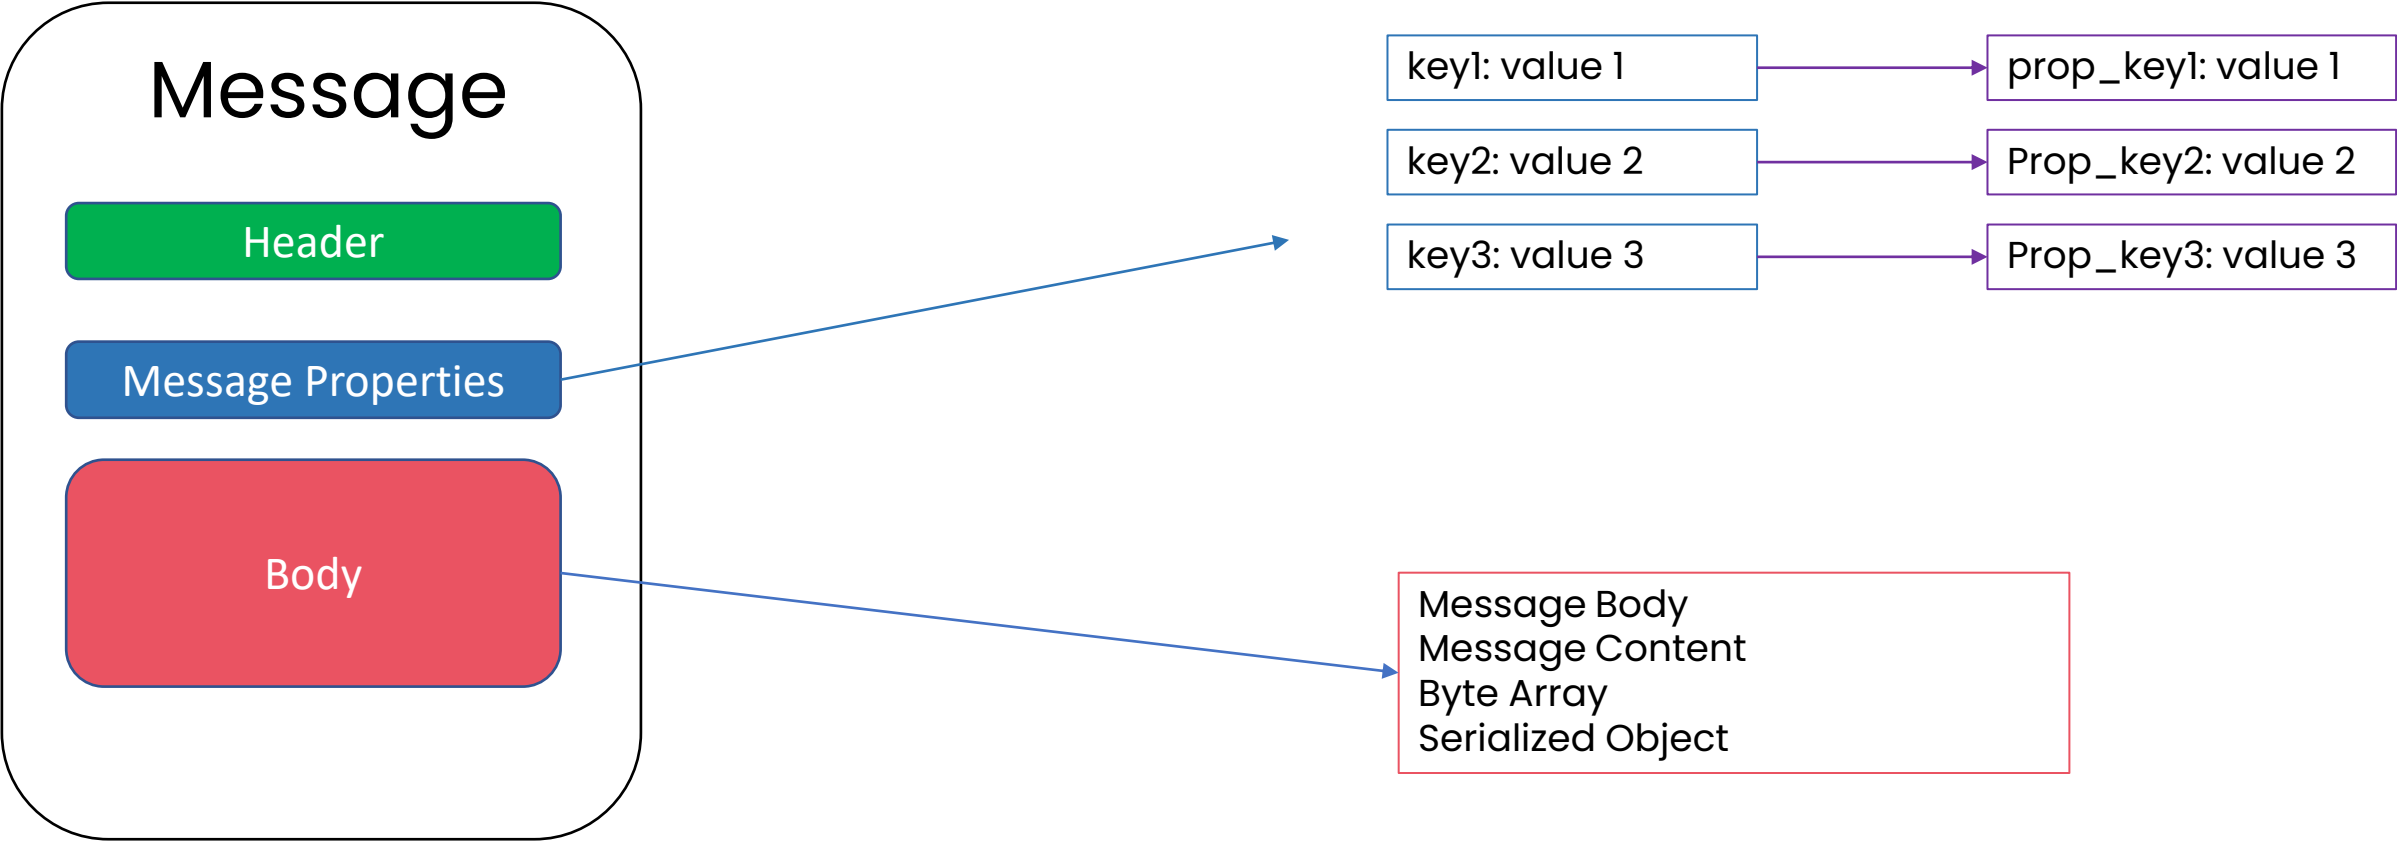 Message
Header
Message Properties
Body
key1: value 1
prop_key1: value 1
key2: value 2
Prop_key2: value 2
key3: value 3
Prop_key3: value 3
Message Body
Message Content
Byte Array
Serialized Object